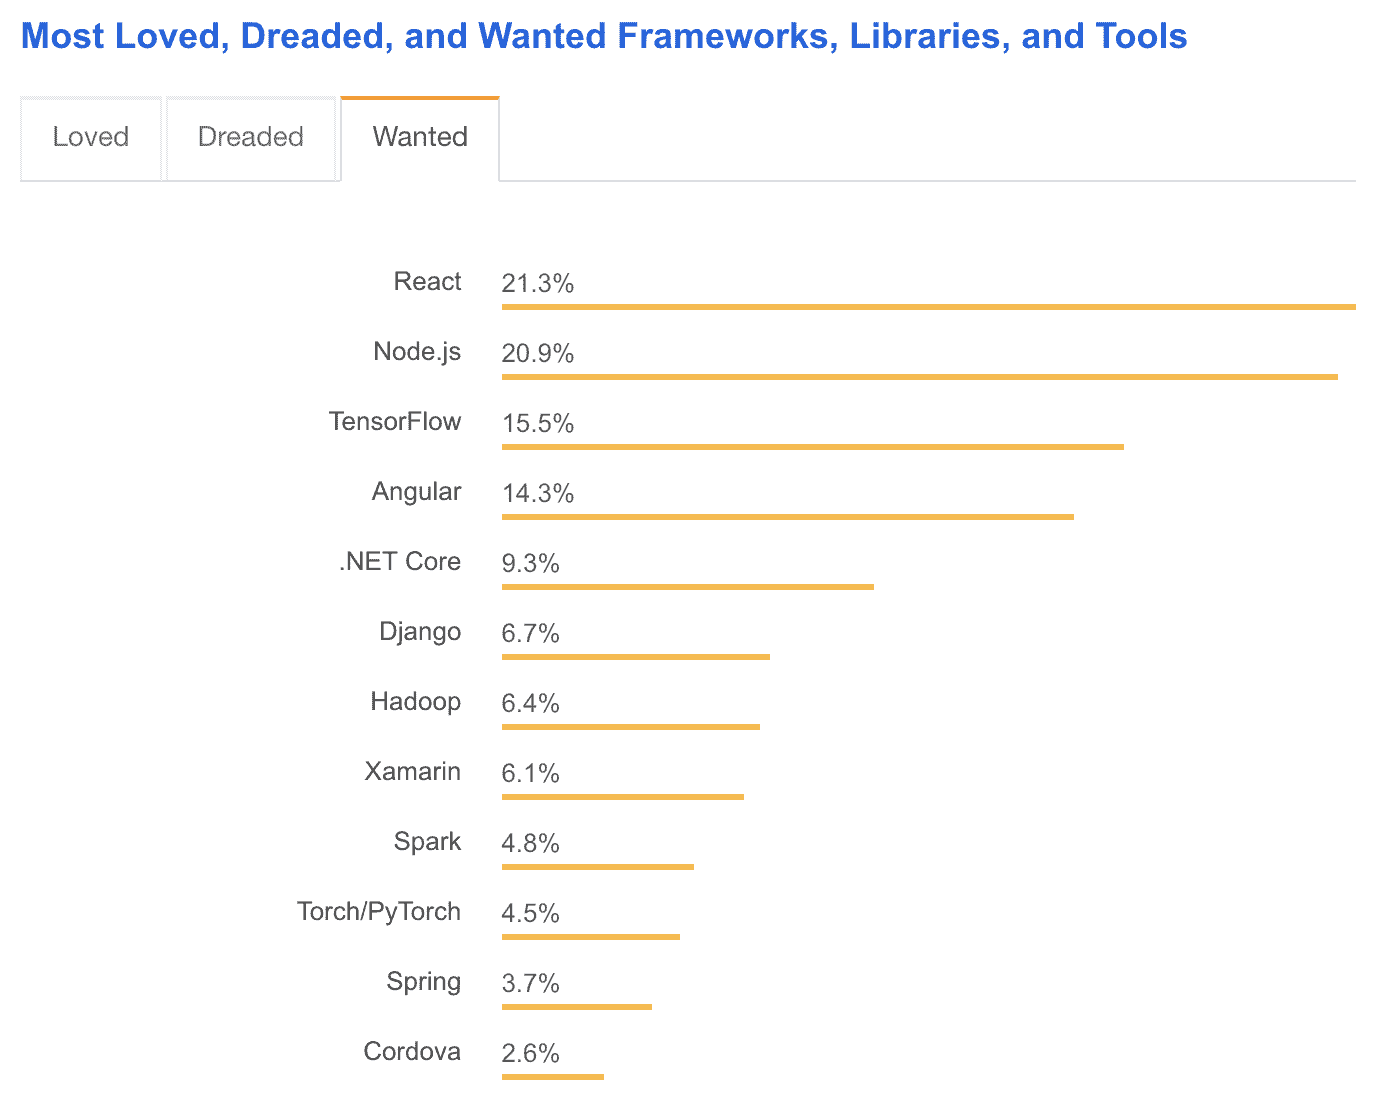 Most Loved, Dreaded, and Wanted Frameworks, Libraries, and Tools
Loved Dreaded Wanted
React 21.3%
Node.js 20.9%
TensorFlow 15.5%
Angular 14.3%
.NET Core 9.3%
Django 6.7%
Hadoop 6.4%
Xamarin 6.1%
Spark 4.8%
Torch/PyTorch 4.5%
Spring 3.7%
Cordova 2.6%